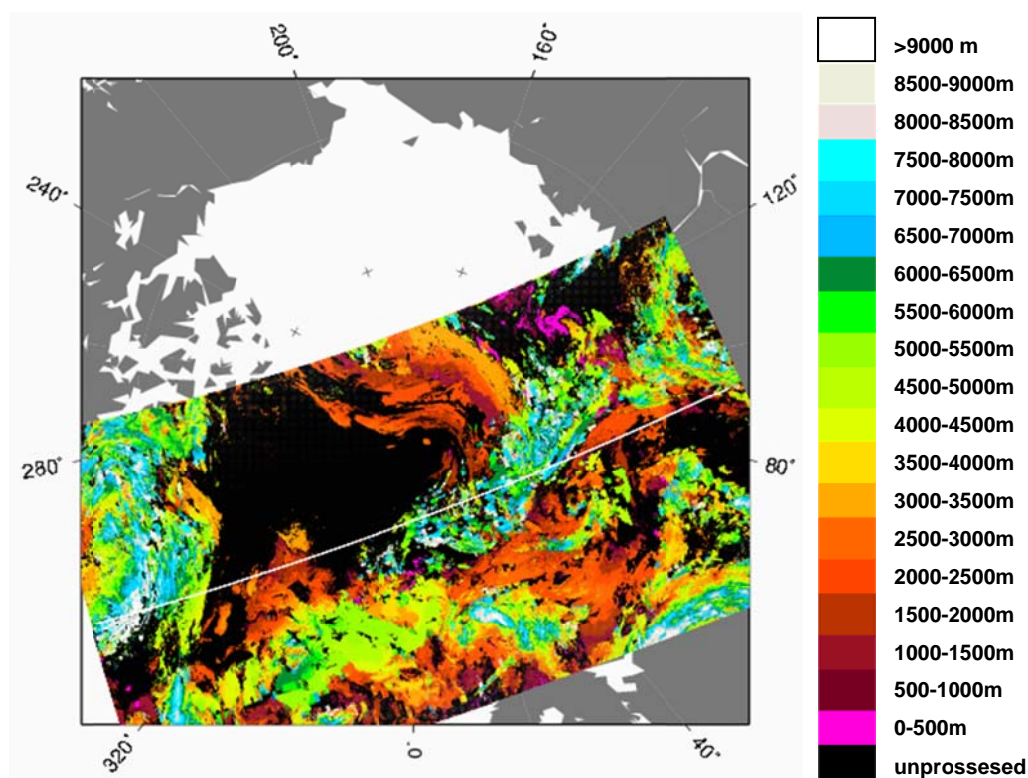 200˚
160˚
240˚
120˚
280˚
80˚
320˚
0˚
40˚
>9000 m
8500-9000m
8000-8500m
7500-8000m
7000-7500m
6500-7000m
6000-6500m
5500-6000m
5000-5500m
4500-5000m
4000-4500m
3500-4000m
3000-3500m
2500-3000m
2000-2500m
1500-2000m
1000-1500m
500-1000m
0-500m
unprossesed